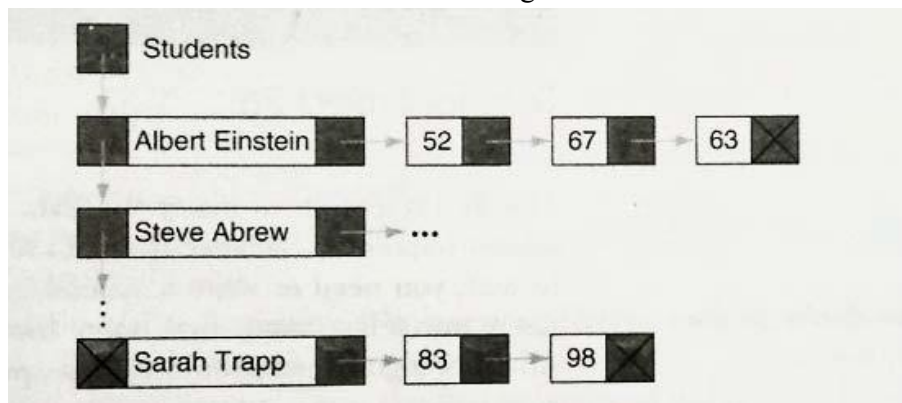 Students
Albert Einstein 52 67 63
Steve Abrew ...
Sarah Trapp 83 98